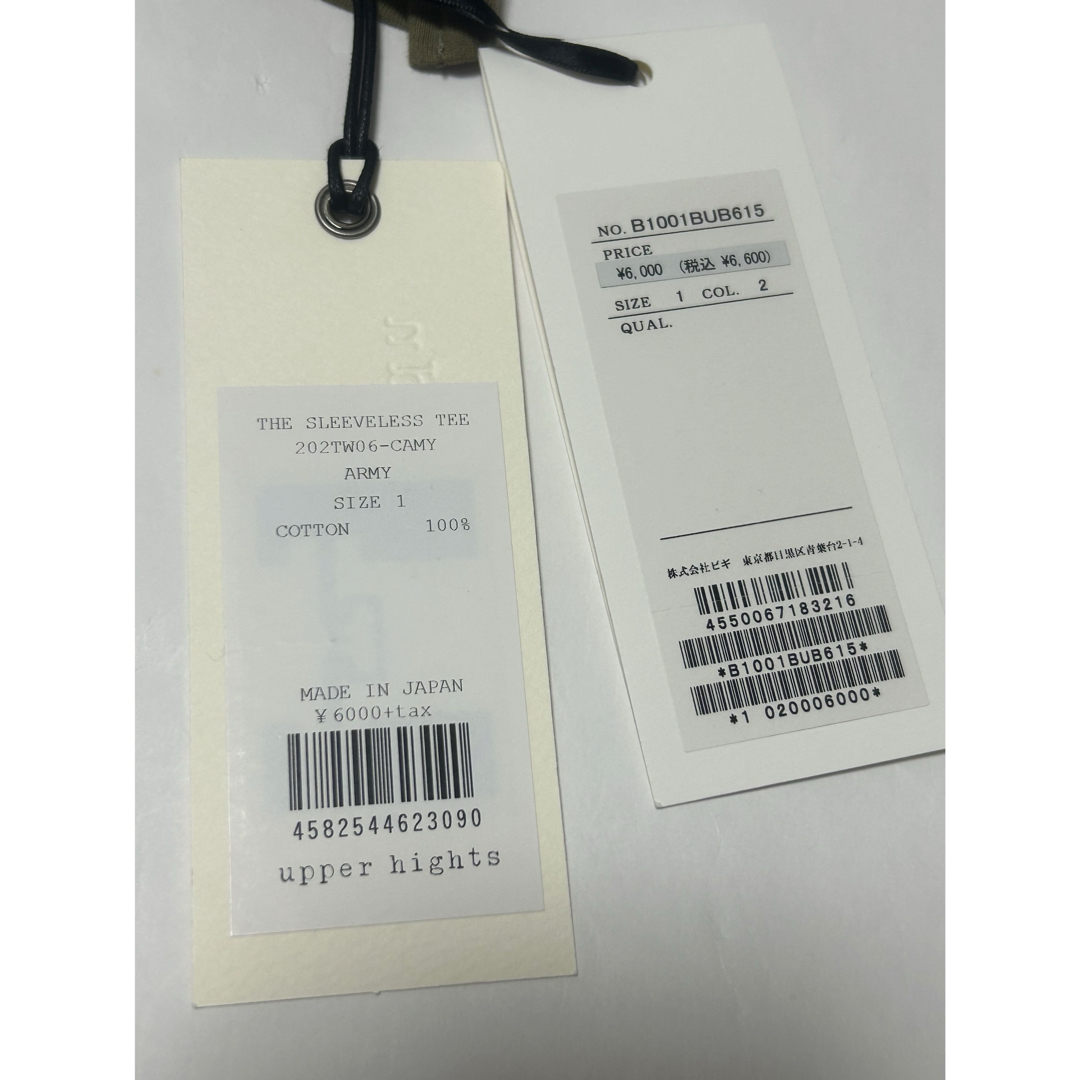 THE SLEEVELESS TEE
202TW06-CAMY
ARMY
SIZE 1
COTTON 100%
MADE IN JAPAN
¥6000+tax
4582544623090
upper hights
NO. B1001BUB615
PRICE
¥6,000 (税込 ¥6,600)
SIZE 1 COL. 2
QUAL.
株式会社ビギ 東京都目黒区青葉台2-1-4
4550067183216
*B1001BUB615*
*1 020006000*